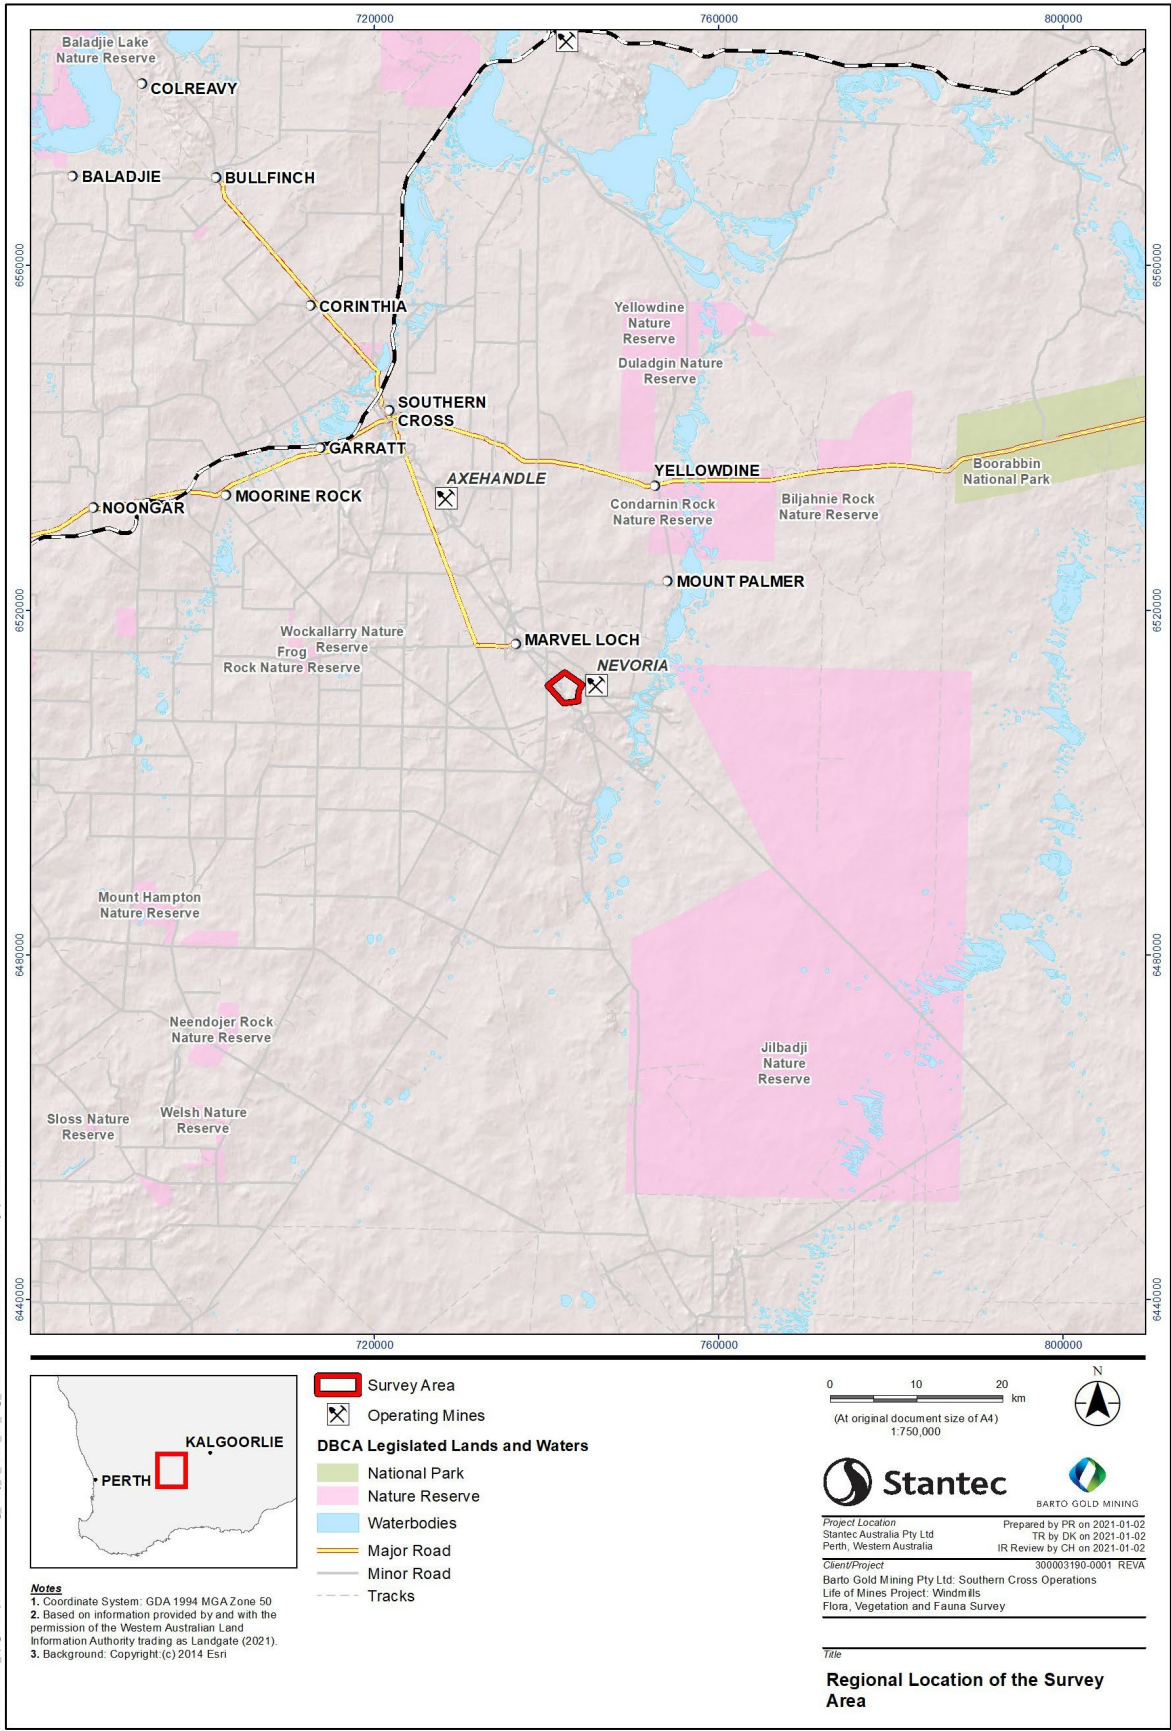 720000
760000
800000
Baladjie Lake
Nature Reserve
COLREAVY
BALADJIE
BULLFINCH
6560000
6560000
CORINTHIA
Yellowdine
Nature
Reserve
Duladgin Nature
Reserve
SOUTHERN
CROSS
GARRATT
AXEHANDLE
YELLOWDINE
Boorabbin
National Park
NOONGAR
MOORINE ROCK
Condarnin Rock
Nature Reserve
Biljahnie Rock
Nature Reserve
MOUNT PALMER
6520000
6520000
Wockallarry Nature
Reserve
Frog
Rock Nature Reserve
MARVEL LOCH
NEVORIA
Mount Hampton
Nature Reserve
6480000
6480000
Neendojer Rock
Nature Reserve
Jilbadji
Nature
Reserve
Sloss Nature
Reserve
Welsh Nature
Reserve
6440000
6440000
720000
760000
800000
KALGOORLIE
PERTH
Notes
1. Coordinate System: GDA 1994 MGA Zone 50
2. Based on information provided by and with the
permission of the Western Australian Land
Information Authority trading as Landgate (2021).
3. Background: Copyright:(c) 2014 Esri
Survey Area
Operating Mines
DBCA Legislated Lands and Waters
National Park
Nature Reserve
Waterbodies
Major Road
Minor Road
Tracks
0 10 20
km
(At original document size of A4)
1:750,000
N
Stantec
BARTO GOLD MINING
Project Location
Stantec Australia Pty Ltd
Perth, Western Australia
Prepared by PR on 2021-01-02
TR by DK on 2021-01-02
IR Review by CH on 2021-01-02
Client/Project
300003190-0001 REVA
Barto Gold Mining Pty Ltd: Southern Cross Operations
Life of Mines Project: Windmills
Flora, Vegetation and Fauna Survey
Title
Regional Location of the Survey
Area